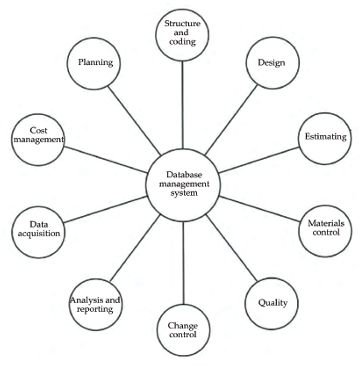 Structure
and
coding
Planning
Design
Cost
management
Estimating
Database
management
system
Data
acquisition
Materials
control
Analysis and
reporting
Quality
Change
control